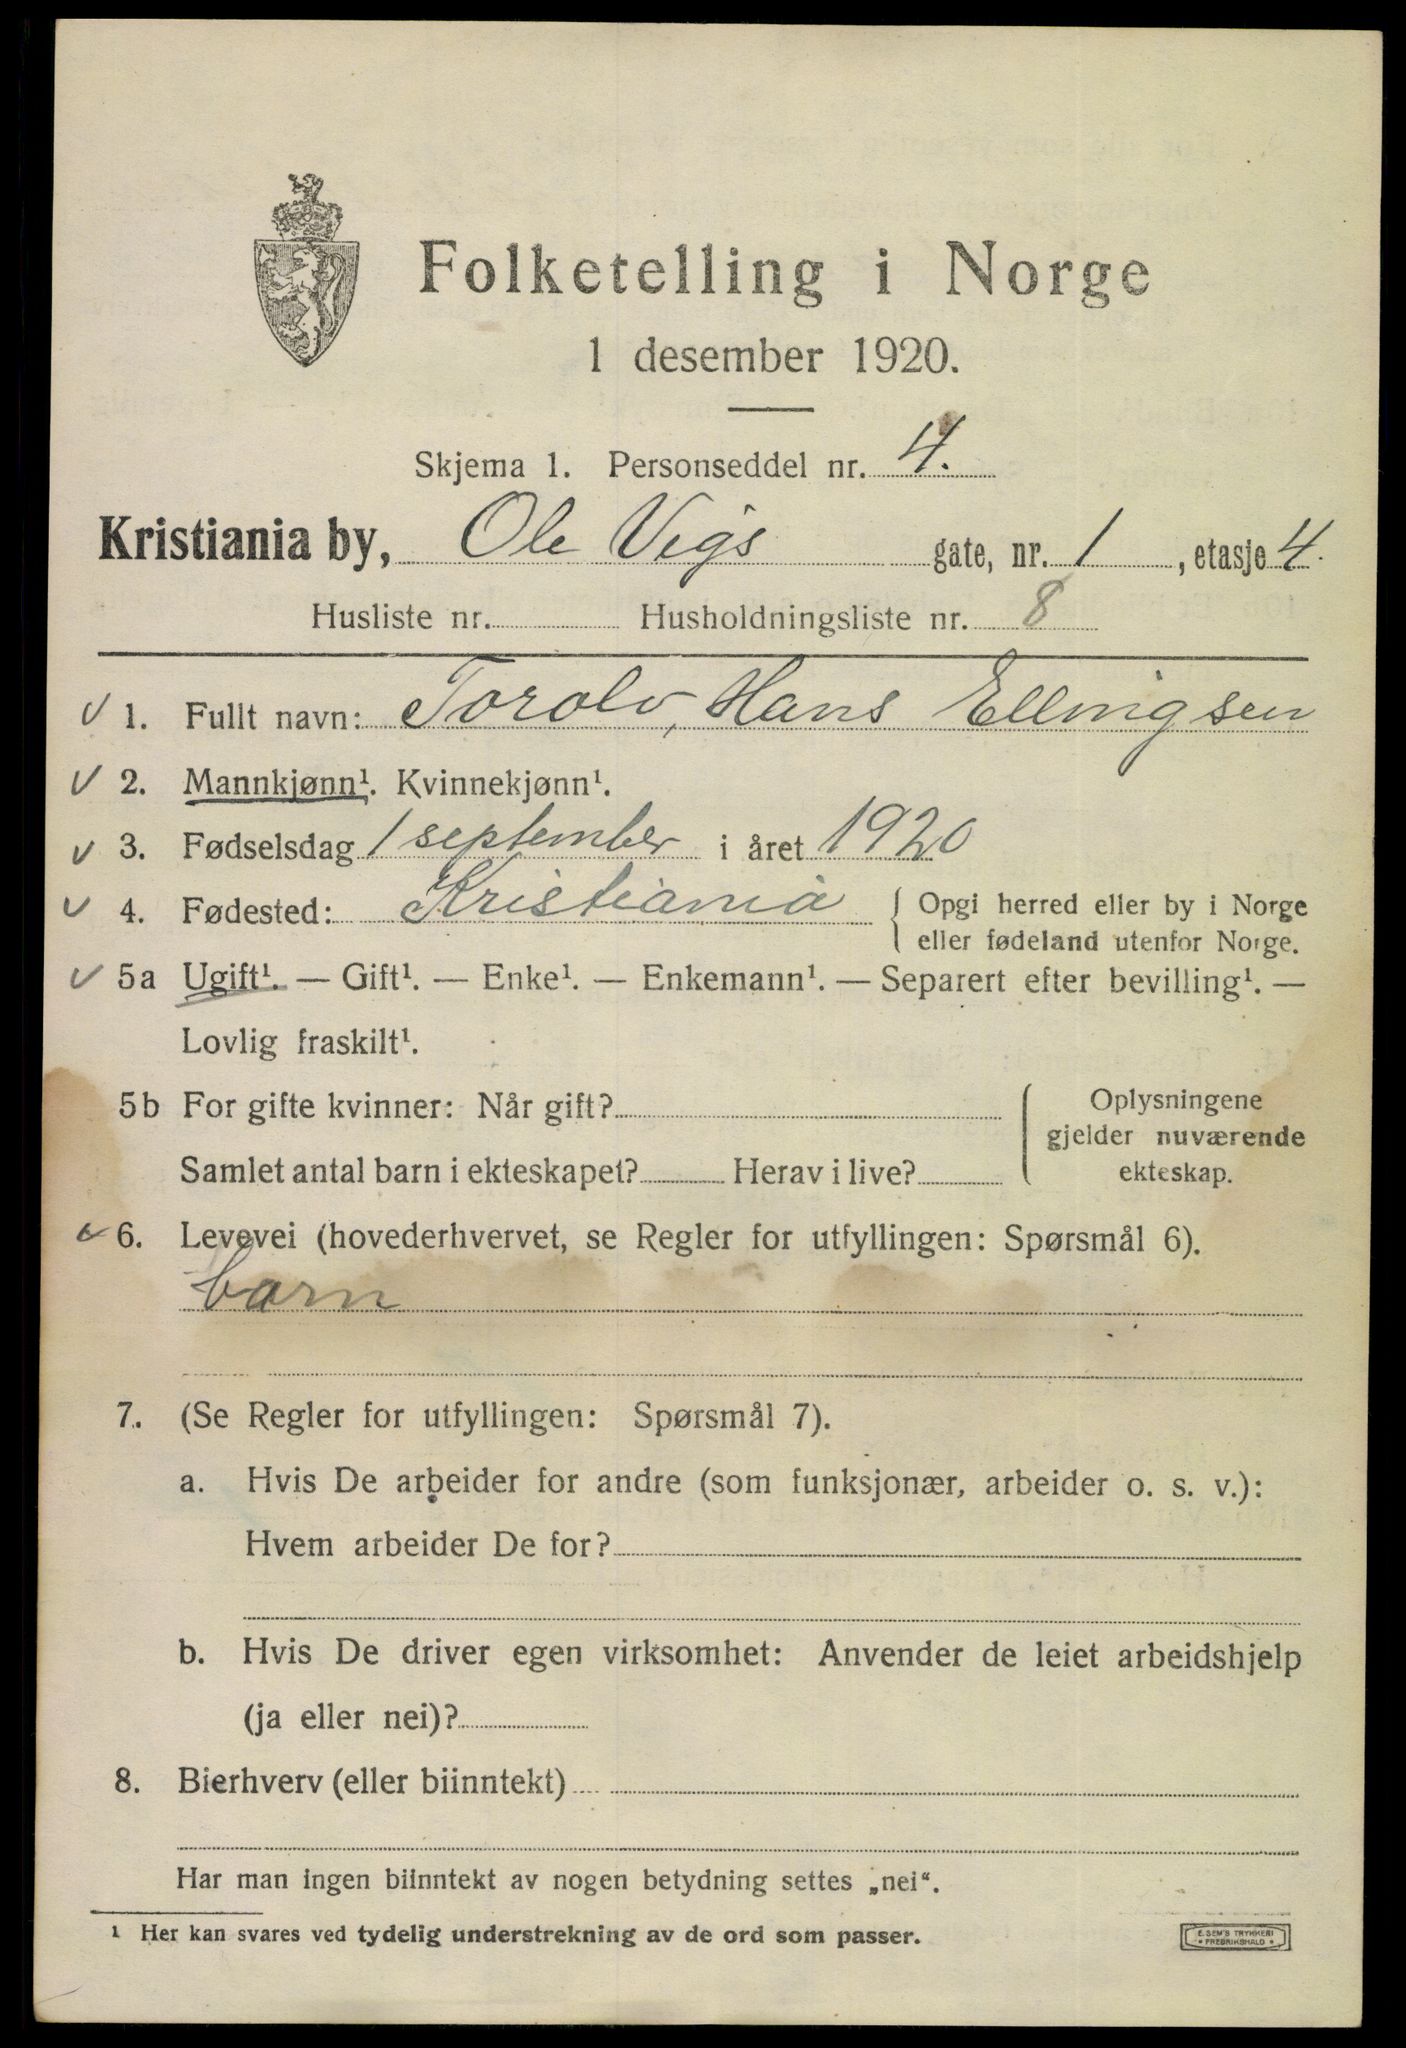 Folketelling i Norge
1 desember 1920.
Skjema 1. Personseddel nr. 4.
Kristiania by, Ole Vigs gate, nr. 1, etasje 4.
Husliste nr. Husholdningsliste nr. 8
✓ 1. Fullt navn: Torolv, Hans Ellingsen
✓ 2. Mannkjønn¹. Kvinnekjønn¹.
✓ 3. Fødselsdag 1 september i året 1920
✓ 4. Fødested: Kristiania { Opgi herred eller by i Norge
eller fødeland utenfor Norge.
✓ 5a Ugift¹. — Gift¹. — Enke¹. — Enkemann¹. — Separert efter bevilling¹. —
Lovlig fraskilt¹.
5b For gifte kvinner: Når gift?
Samlet antal barn i ekteskapet? Herav i live?
Oplysningene
gjelder nuværende
ekteskap.
✓ 6. Levevei (hovederhvervet, se Regler for utfyllingen: Spørsmål 6).
barn
7. (Se Regler for utfyllingen: Spørsmål 7).
a. Hvis De arbeider for andre (som funksjonær, arbeider o. s. v.):
Hvem arbeider De for?
b. Hvis De driver egen virksomhet: Anvender de leiet arbeidshjelp
(ja eller nei)?
8. Bierhverv (eller biinntekt)
Har man ingen biinntekt av nogen betydning settes „nei“.
¹ Her kan svares ved tydelig understrekning av de ord som passer.
E. SEM'S TRYKKERI
• FREDRIKSHALD •